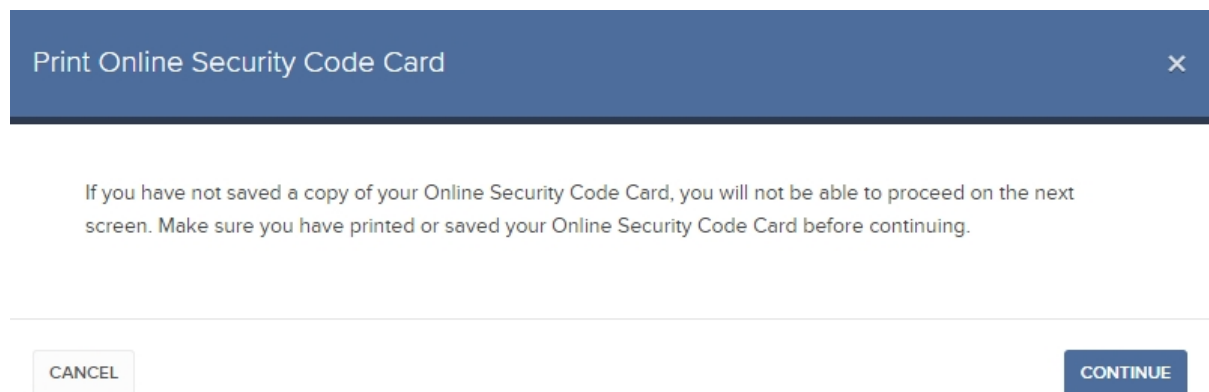 Print Online Security Code Card
If you have not saved a copy of your Online Security Code Card, you will not be able to proceed on the next
screen. Make sure you have printed or saved your Online Security Code Card before continuing.
CANCEL
CONTINUE